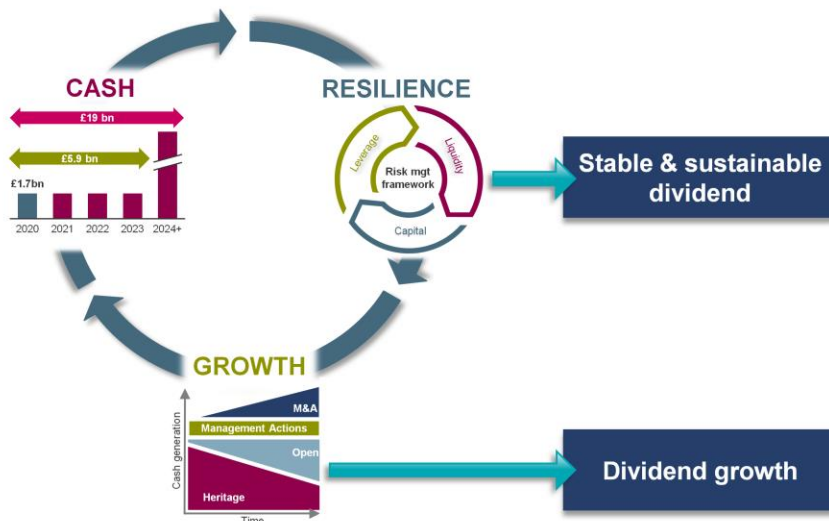 CASH
£19 bn
£5.9 bn
£1.7bn
2020 2021 2022 2023 2024+
RESILIENCE
Leverage
Liquidity
Risk mgt
framework
Capital
Stable & sustainable
dividend
GROWTH
Cash generation
M&A
Management Actions
Open
Heritage
Time
Dividend growth